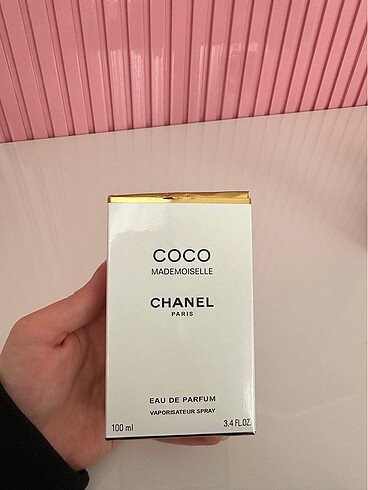 COCO
MADEMOISELLE
CHANEL
PARIS
EAU DE PARFUM
VAPORISATEUR SPRAY
100 ml 3.4 FL.OZ.